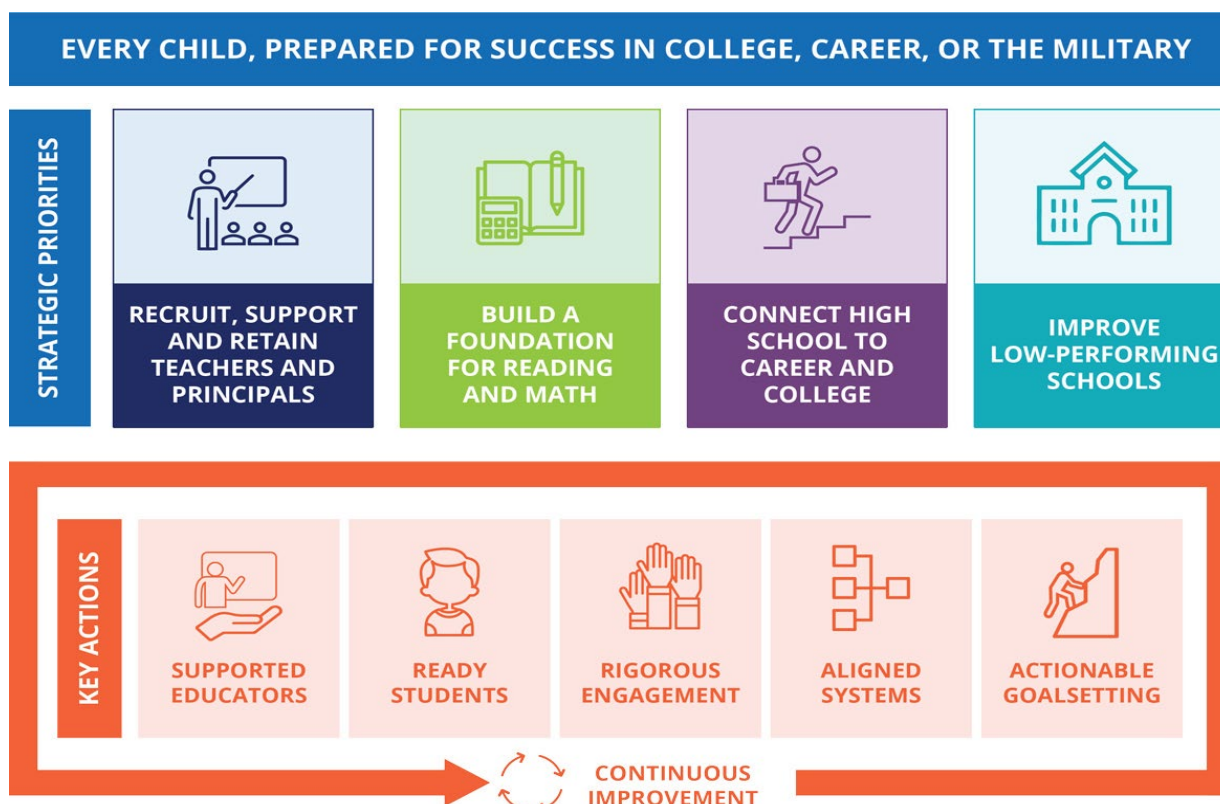 EVERY CHILD, PREPARED FOR SUCCESS IN COLLEGE, CAREER, OR THE MILITARY
STRATEGIC PRIORITIES
RECRUIT, SUPPORT
AND RETAIN
TEACHERS AND
PRINCIPALS
BUILD A
FOUNDATION
FOR READING
AND MATH
CONNECT HIGH
SCHOOL TO
CAREER AND
COLLEGE
IMPROVE
LOW-PERFORMING
SCHOOLS
KEY ACTIONS
SUPPORTED
EDUCATORS
READY
STUDENTS
RIGOROUS
ENGAGEMENT
ALIGNED
SYSTEMS
ACTIONABLE
GOALSETTING
CONTINUOUS
IMPROVEMENT